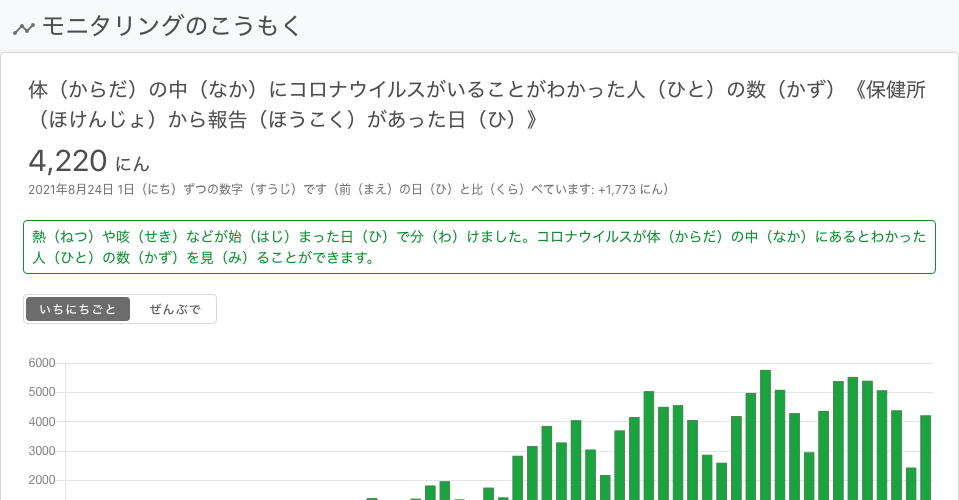 モニタリングのこうもく
体（からだ）の中（なか）にコロナウイルスがいることがわかった人（ひと）の数（かず）《保健所
（ほけんじょ）から報告（ほうこく）があった日（ひ）》
4,220 にん
2021年8月24日 1日（にち）ずつの数字（すうじ）です（前（まえ）の日（ひ）と比（くら）べています: +1,773 にん）
熱（ねつ）や咳（せき）などが始（はじ）まった日（ひ）で分（わ）けました。コロナウイルスが体（からだ）の中（なか）にあるとわかった
人（ひと）の数（かず）を見（み）ることができます。
いちにちごと ぜんぶで
6000
5000
4000
3000
2000